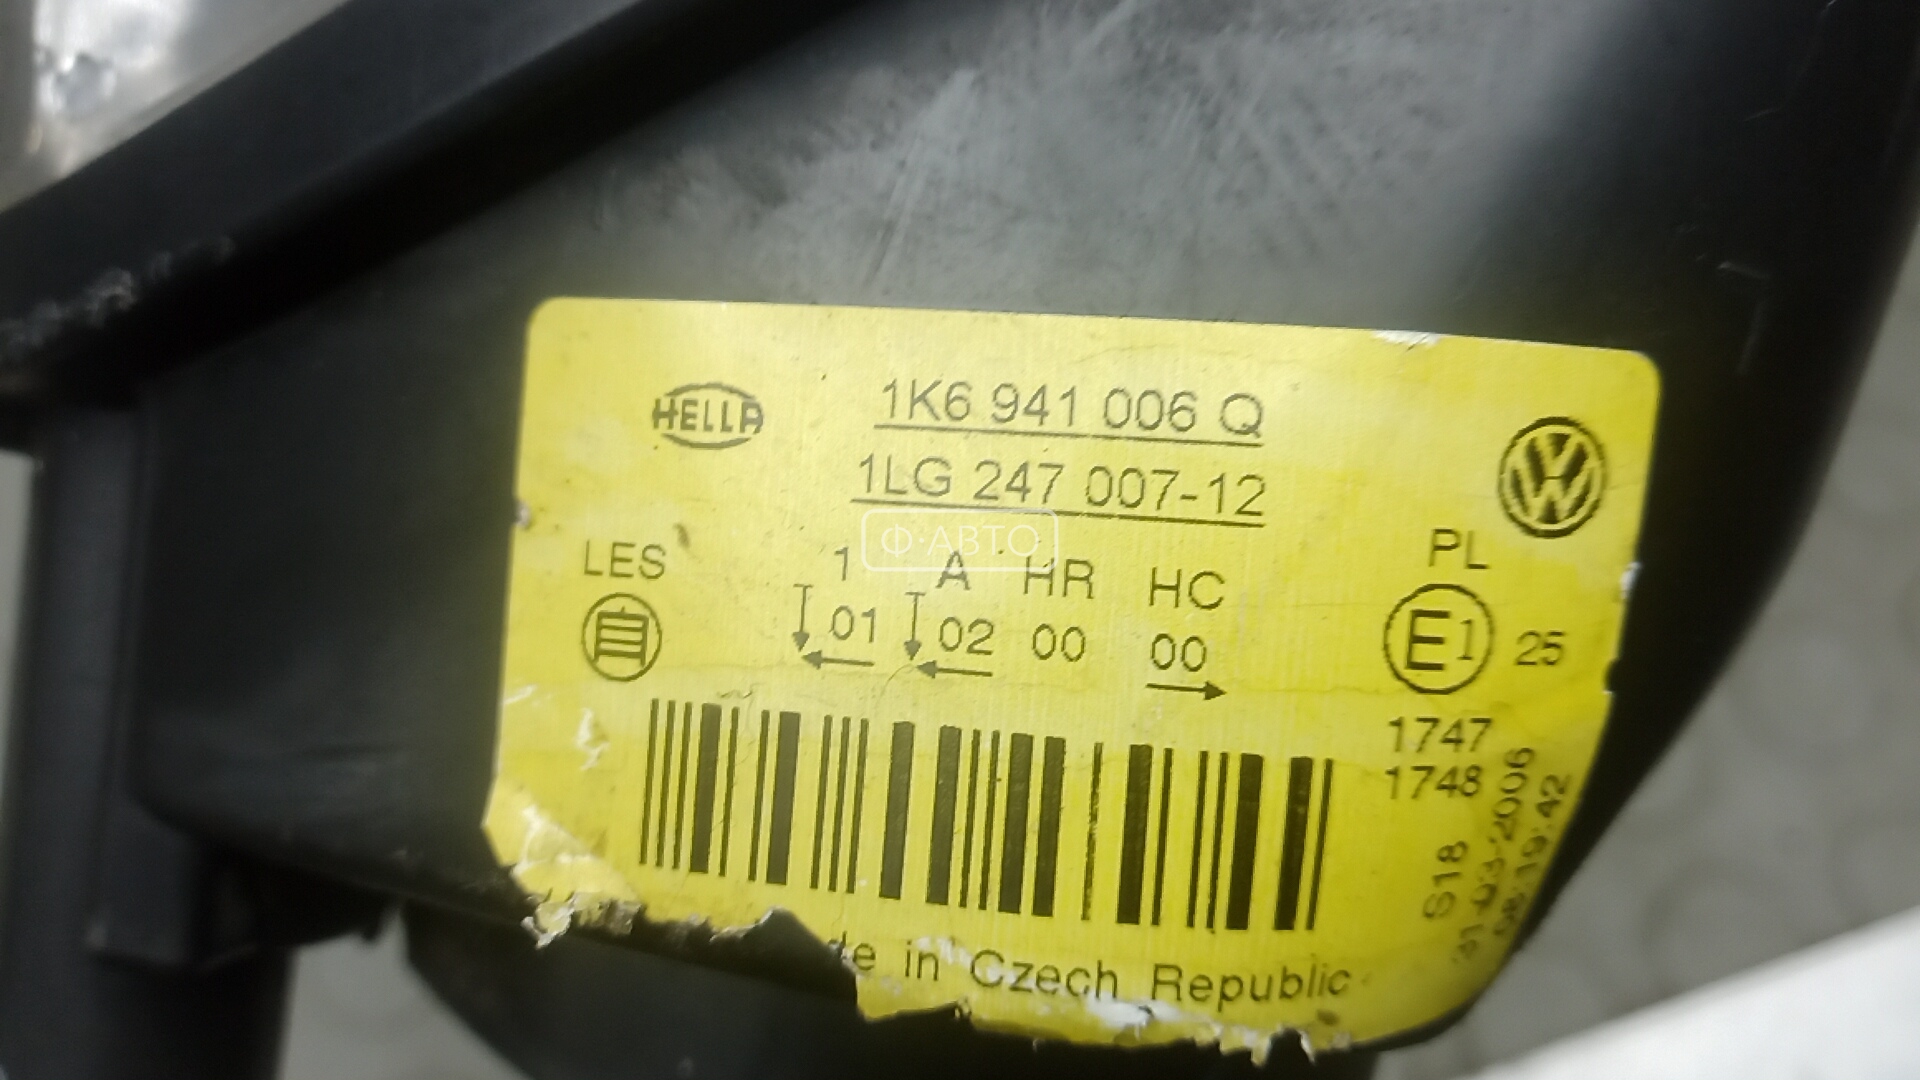 HELLA
1K6 941 006 Q
1LG 247 007-12
Ф·АВТО
LES
1 A HR HC
01 02 00 00
PL
E1 25
1747
1748
S18
31-03-2006
08:19:42
in Czech Republic